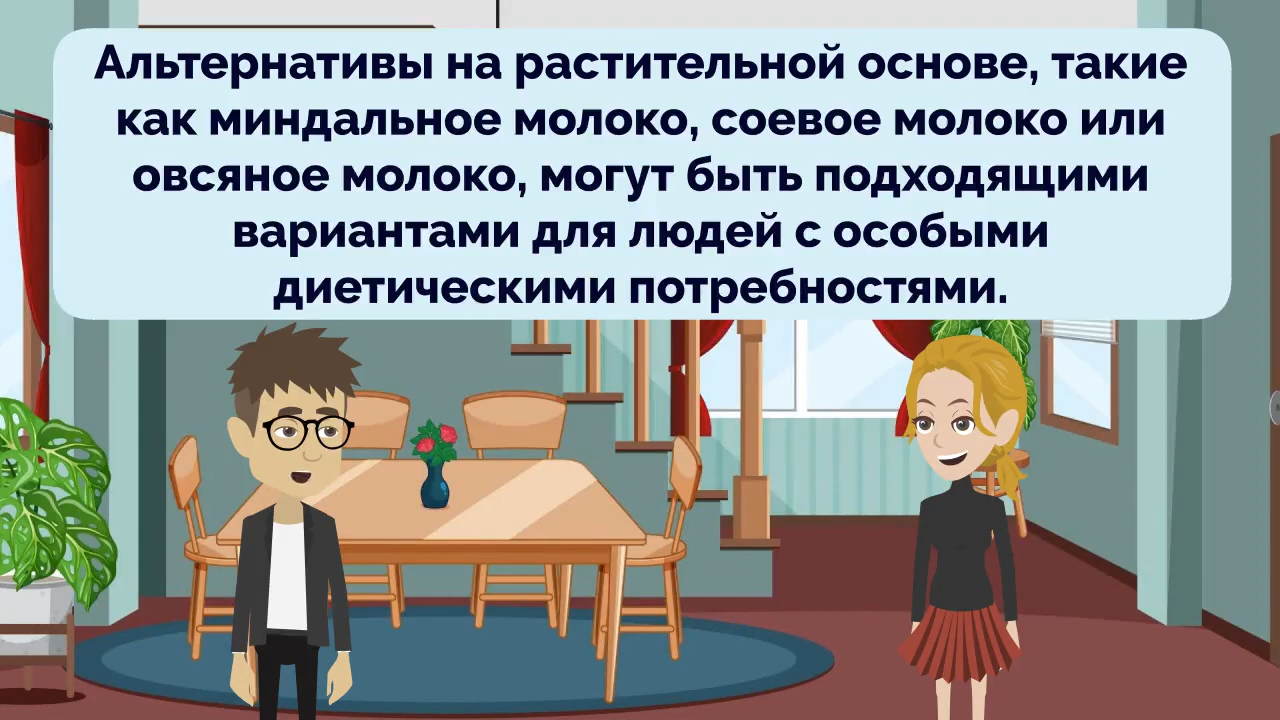 Альтернативы на растительной основе, такие
как миндальное молоко, соевое молоко или
овсяное молоко, могут быть подходящими
вариантами для людей с особыми
диетическими потребностями.